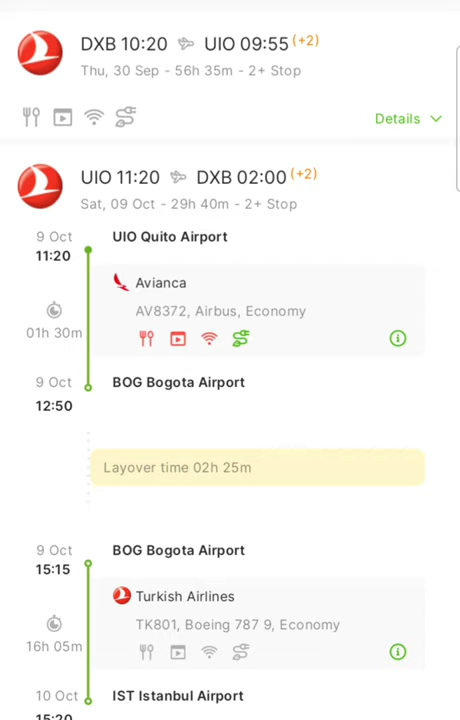 DXB 10:20 UIO 09:55 (+2)
Thu, 30 Sep - 56h 35m - 2+ Stop
Details
UIO 11:20 DXB 02:00 (+2)
Sat, 09 Oct - 29h 40m - 2+ Stop
9 Oct UIO Quito Airport
11:20
Avianca
AV8372, Airbus, Economy
01h 30m
9 Oct BOG Bogota Airport
12:50
Layover time 02h 25m
9 Oct BOG Bogota Airport
15:15
Turkish Airlines
TK801, Boeing 787 9, Economy
16h 05m
10 Oct IST Istanbul Airport
15:20